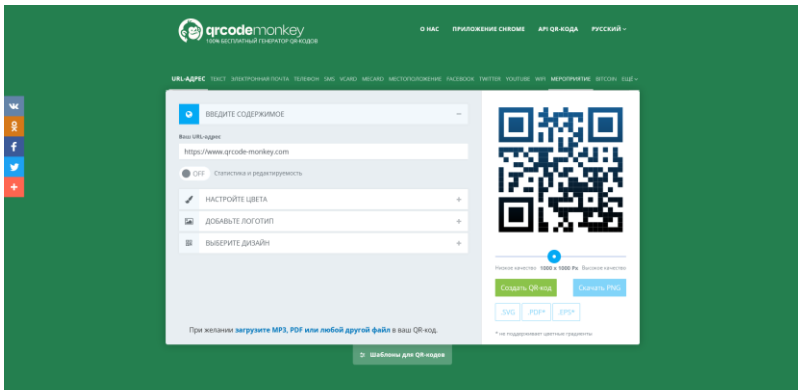 qrcodemonkey
100% БЕСПЛАТНЫЙ ГЕНЕРАТОР QR-КОДОВ
О НАС ПРИЛОЖЕНИЕ CHROME API QR-КОДА РУССКИЙ
URL-АДРЕС ТЕКСТ ЭЛЕКТРОННАЯ ПОЧТА ТЕЛЕФОН SMS VCARD MECARD МЕСТОПОЛОЖЕНИЕ FACEBOOK TWITTER YOUTUBE WIFI МЕРОПРИЯТИЕ BITCOIN ЕЩЁ
ВВЕДИТЕ СОДЕРЖИМОЕ
Ваш URL-адрес
https://www.qrcode-monkey.com
OFF Статистика и редактируемость
НАСТРОЙТЕ ЦВЕТА
ДОБАВЬТЕ ЛОГОТИП
ВЫБЕРИТЕ ДИЗАЙН
При желании загрузите MP3, PDF или любой другой файл в ваш QR-код.
Низкое качество 1000 x 1000 Px Высокое качество
Создать QR-код Скачать PNG
.SVG .PDF* .EPS*
* не поддерживает цветные градиенты
Шаблоны для QR-кодов